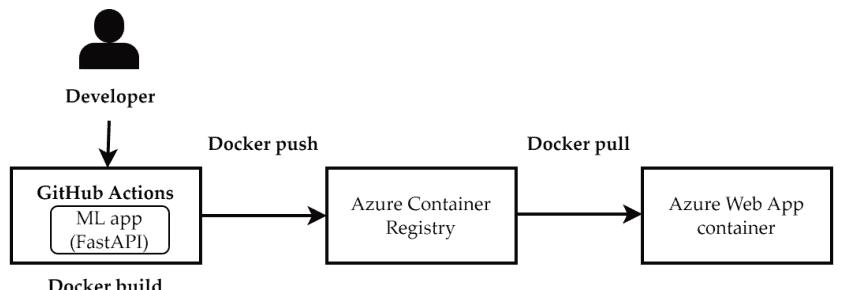 Developer
Docker push
Docker pull
GitHub Actions
ML app
(FastAPI)
Azure Container
Registry
Azure Web App
container
Docker build